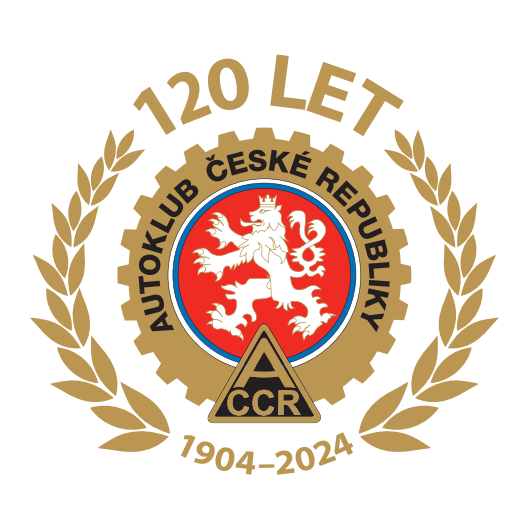 120 LET
AUTOKLUB ČESKÉ REPUBLIKY
A
CCR
1904–2024